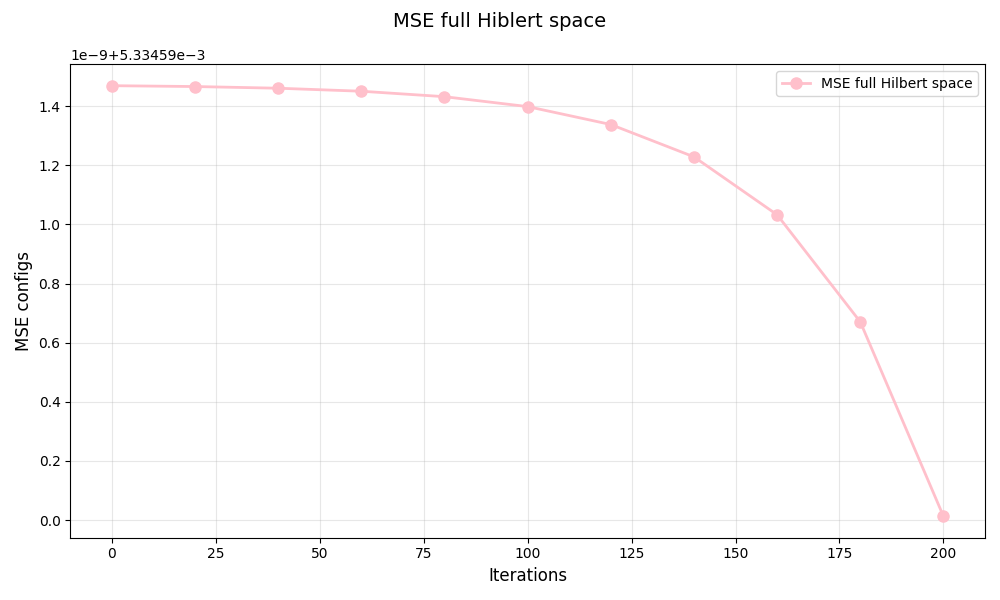 MSE full Hiblert space
1e−9+5.33459e−3
MSE full Hilbert space
MSE configs
1.4
1.2
1.0
0.8
0.6
0.4
0.2
0.0
0 25 50 75 100 125 150 175 200
Iterations